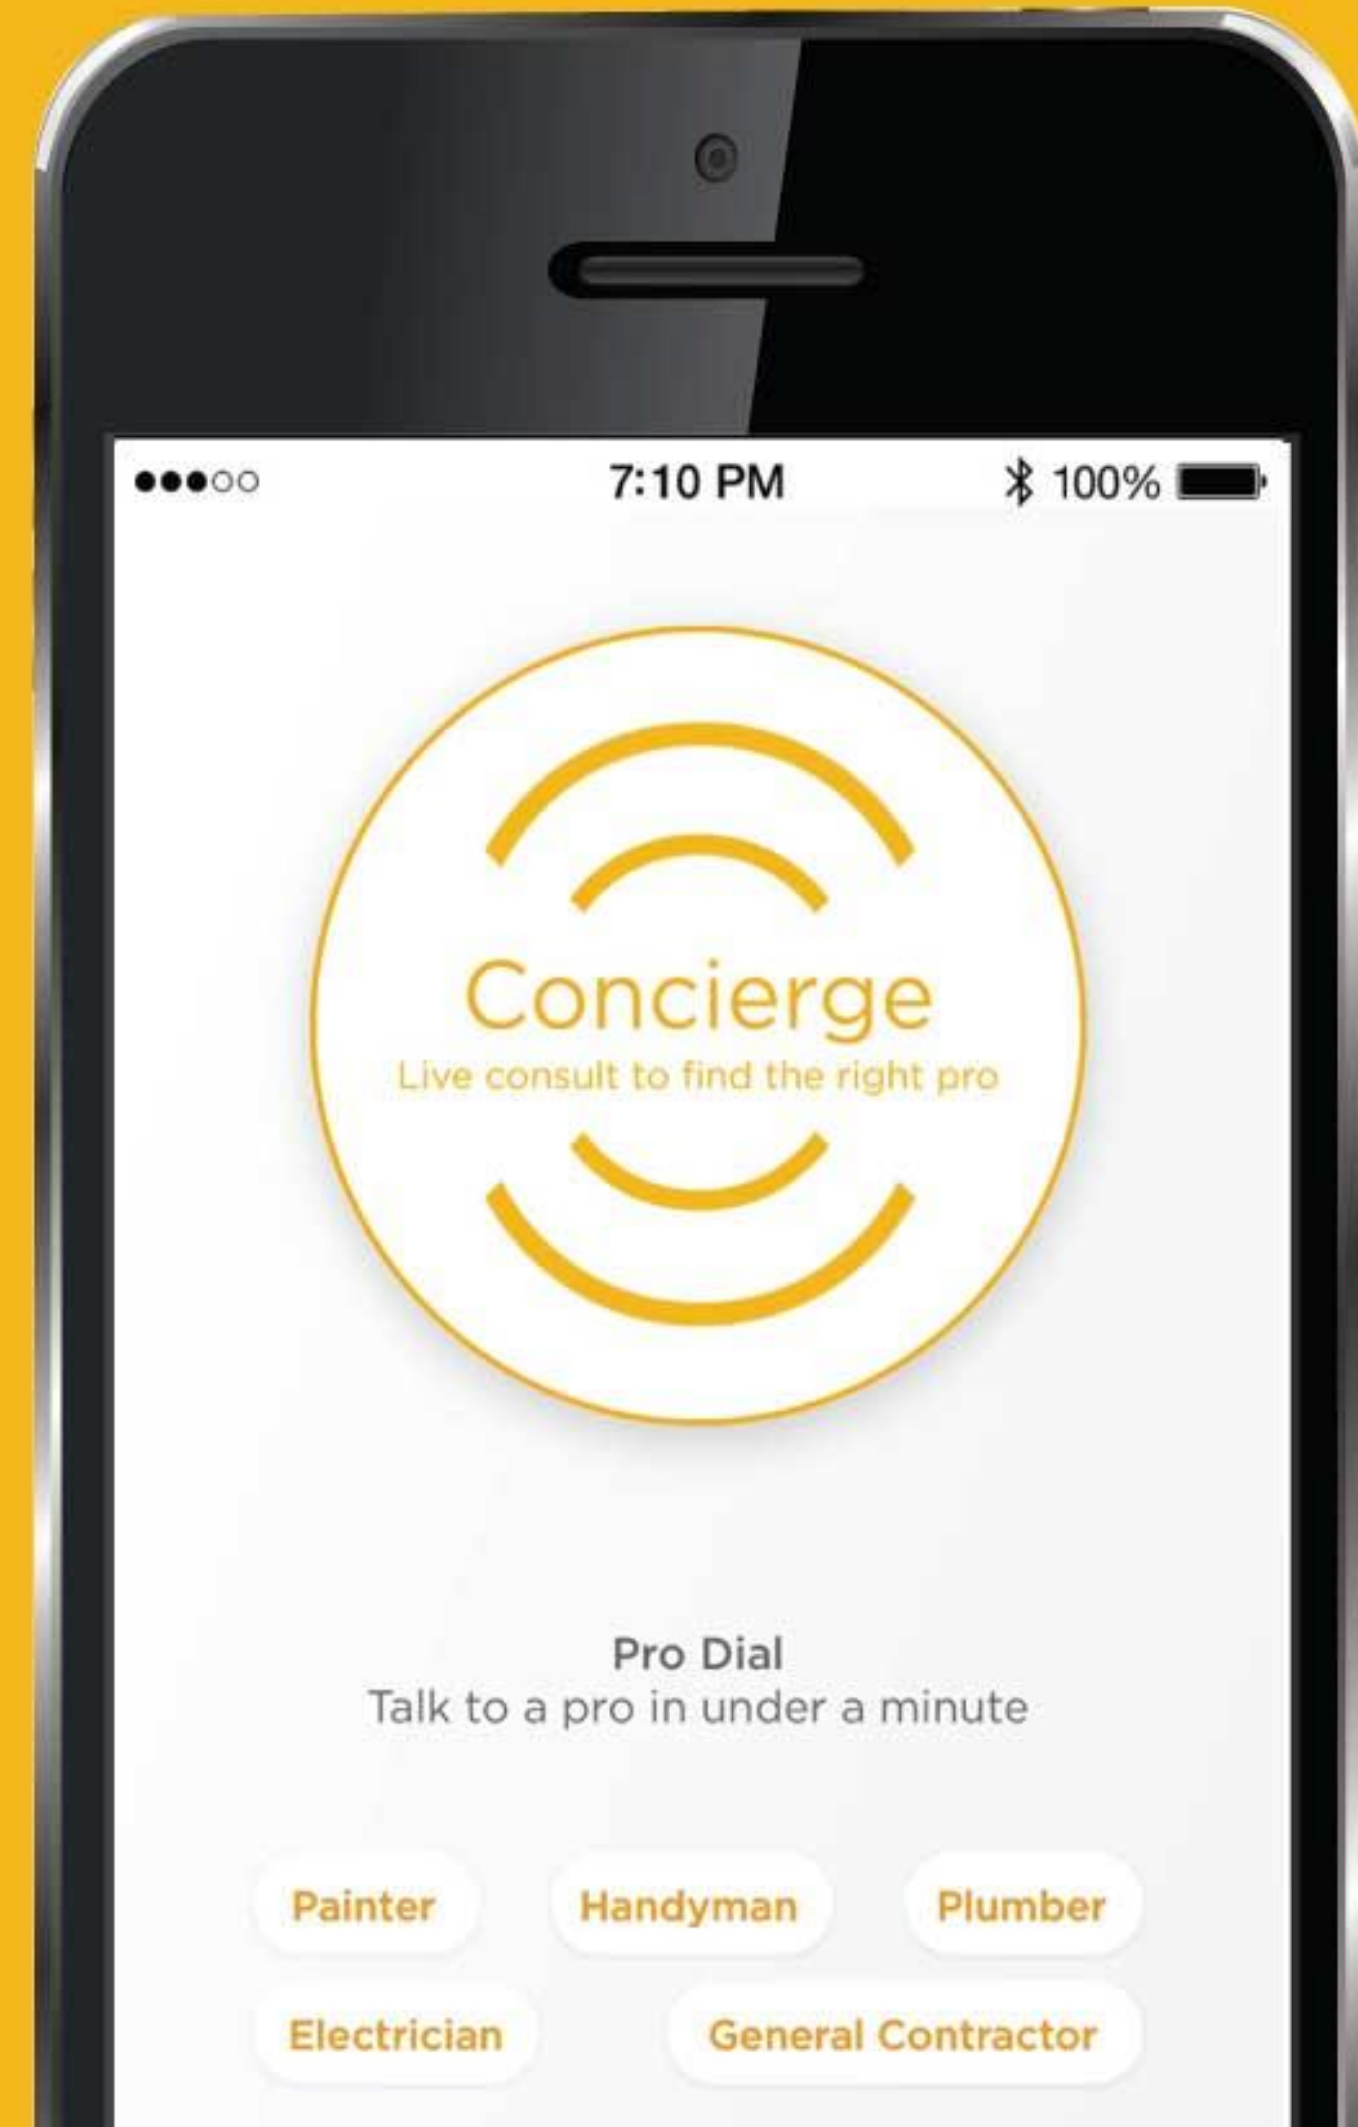 7:10 PM 100%
Concierge
Live consult to find the right pro
Pro Dial
Talk to a pro in under a minute
Painter Handyman Plumber
Electrician General Contractor